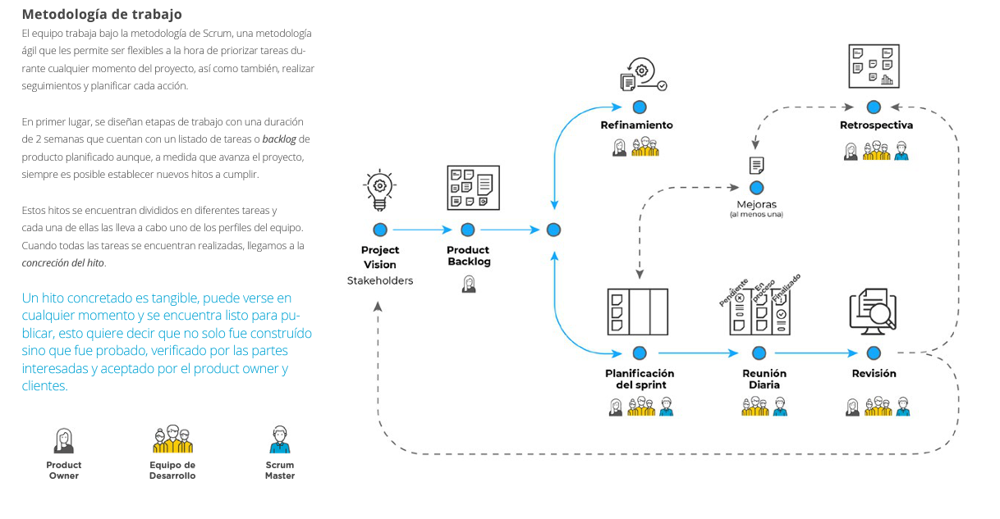 Metodología de trabajo
El equipo trabaja bajo la metodología de Scrum, una metodología
ágil que les permite ser flexibles a la hora de priorizar tareas du-
rante cualquier momento del proyecto, así como también, realizar
seguimientos y planificar cada acción.
En primer lugar, se diseñan etapas de trabajo con una duración
de 2 semanas que cuentan con un listado de tareas o backlog de
producto planificado aunque, a medida que avanza el proyecto,
siempre es posible establecer nuevos hitos a cumplir.
Estos hitos se encuentran divididos en diferentes tareas y
cada una de ellas las lleva a cabo uno de los perfiles del equipo.
Cuando todas las tareas se encuentran realizadas, llegamos a la
concreción del hito.
Un hito concretado es tangible, puede verse en
cualquier momento y se encuentra listo para pu-
blicar, esto quiere decir que no solo fue construído
sino que fue probado, verificado por las partes
interesadas y aceptado por el product owner y
clientes.
Product
Owner
Equipo de
Desarrollo
Scrum
Master
Project
Vision
Stakeholders
Product
Backlog
Refinamiento
Retrospectiva
Mejoras
(al menos una)
Planificación
del sprint
Pendiente
En
proceso
Finalizado
Reunión
Diaria
Revisión